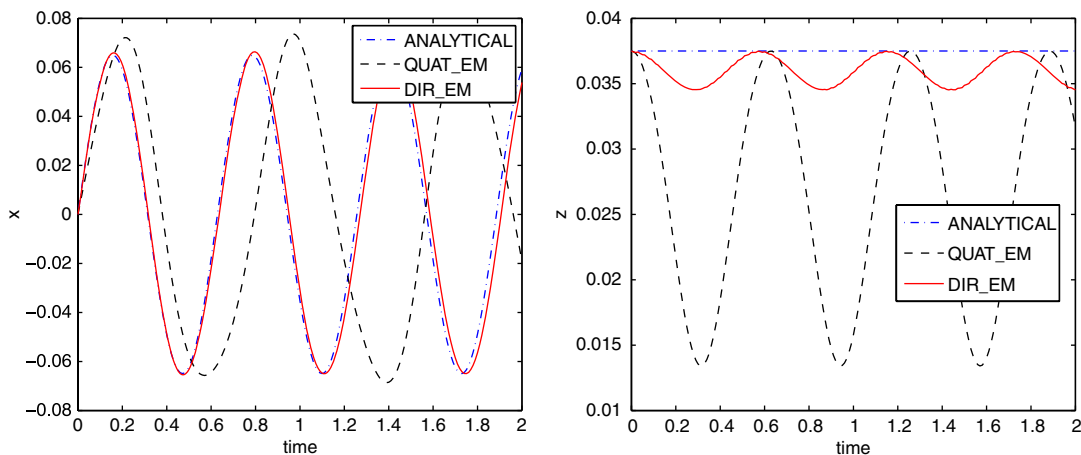 0.08
0.06
0.04
0.02
0
−0.02
−0.04
−0.06
−0.08
x
0 0.2 0.4 0.6 0.8 1 1.2 1.4 1.6 1.8 2
time
ANALYTICAL
QUAT_EM
DIR_EM
0.04
0.035
0.03
0.025
0.02
0.015
0.01
z
0 0.2 0.4 0.6 0.8 1 1.2 1.4 1.6 1.8 2
time
ANALYTICAL
QUAT_EM
DIR_EM